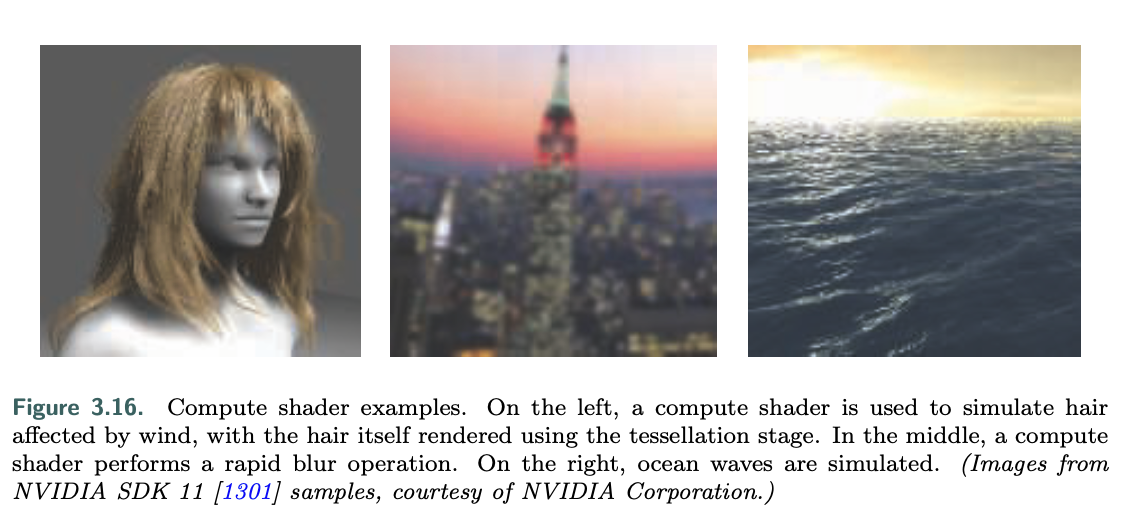 Figure 3.16. Compute shader examples. On the left, a compute shader is used to simulate hair
affected by wind, with the hair itself rendered using the tessellation stage. In the middle, a compute
shader performs a rapid blur operation. On the right, ocean waves are simulated. (Images from
NVIDIA SDK 11 [1301] samples, courtesy of NVIDIA Corporation.)